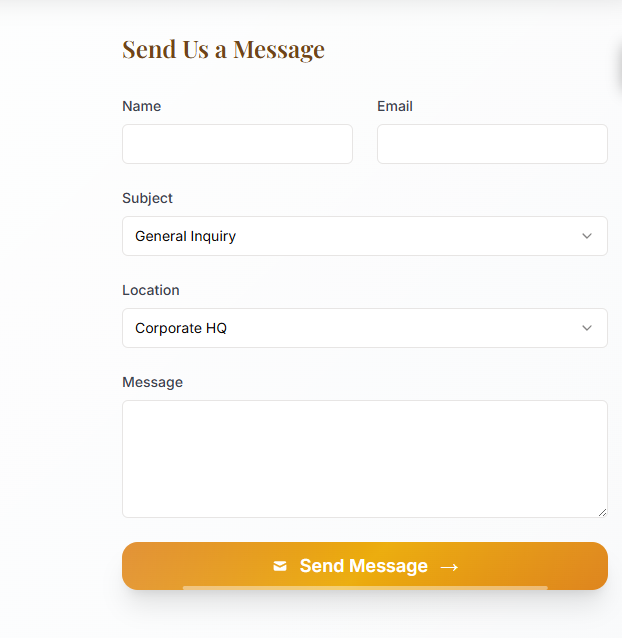 Send Us a Message
Name
Email
Subject
General Inquiry
Location
Corporate HQ
Message
Send Message →